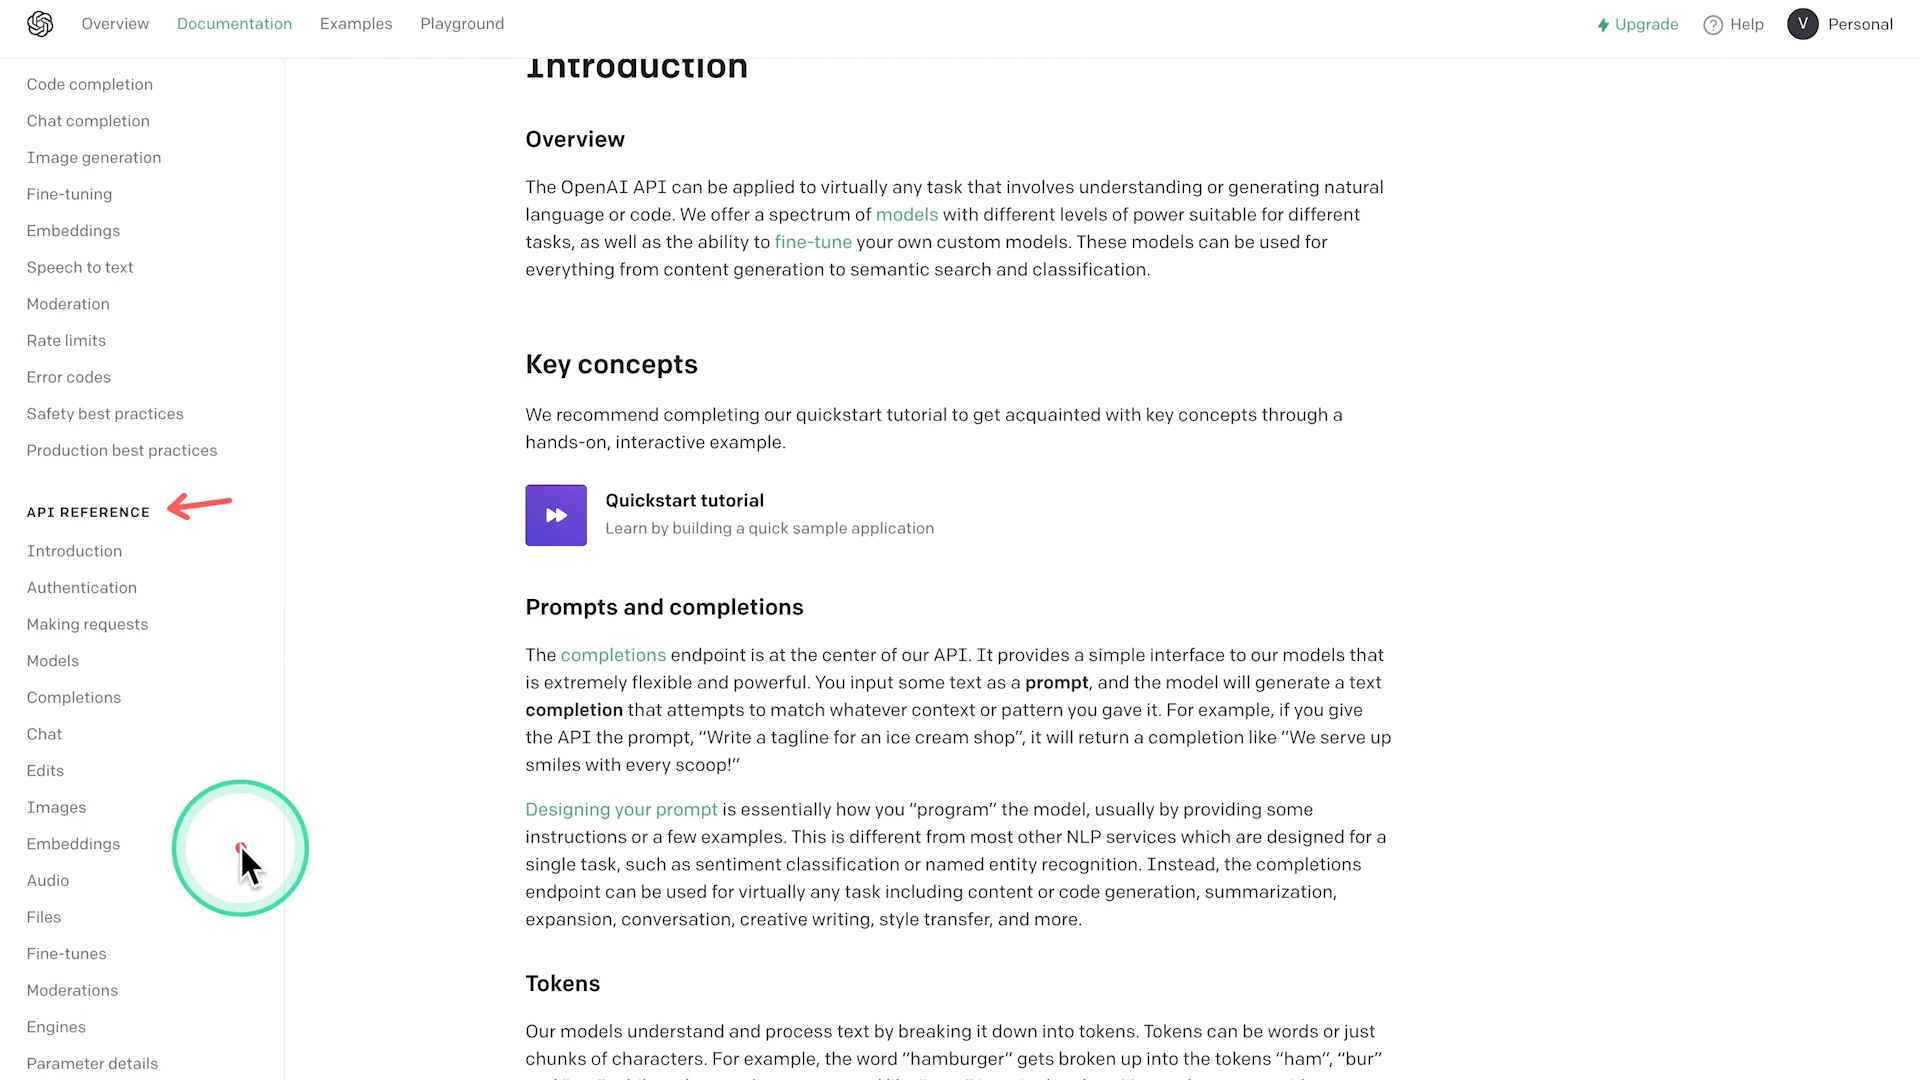 Overview
Documentation
Examples
Playground
Upgrade
Help
V
Personal
Code completion
Chat completion
Image generation
Fine-tuning
Embeddings
Speech to text
Moderation
Rate limits
Error codes
Safety best practices
Production best practices
API REFERENCE
Introduction
Authentication
Making requests
Models
Completions
Chat
Edits
Images
Embeddings
Audio
Files
Fine-tunes
Moderations
Engines
Parameter details
Introduction
Overview
The OpenAI API can be applied to virtually any task that involves understanding or generating natural
language or code. We offer a spectrum of models with different levels of power suitable for different
tasks, as well as the ability to fine-tune your own custom models. These models can be used for
everything from content generation to semantic search and classification.
Key concepts
We recommend completing our quickstart tutorial to get acquainted with key concepts through a
hands-on, interactive example.
Quickstart tutorial
Learn by building a quick sample application
Prompts and completions
The completions endpoint is at the center of our API. It provides a simple interface to our models that
is extremely flexible and powerful. You input some text as a prompt, and the model will generate a text
completion that attempts to match whatever context or pattern you gave it. For example, if you give
the API the prompt, “Write a tagline for an ice cream shop”, it will return a completion like “We serve up
smiles with every scoop!”
Designing your prompt is essentially how you “program” the model, usually by providing some
instructions or a few examples. This is different from most other NLP services which are designed for a
single task, such as sentiment classification or named entity recognition. Instead, the completions
endpoint can be used for virtually any task including content or code generation, summarization,
expansion, conversation, creative writing, style transfer, and more.
Tokens
Our models understand and process text by breaking it down into tokens. Tokens can be words or just
chunks of characters. For example, the word “hamburger” gets broken up into the tokens “ham”, “bur”